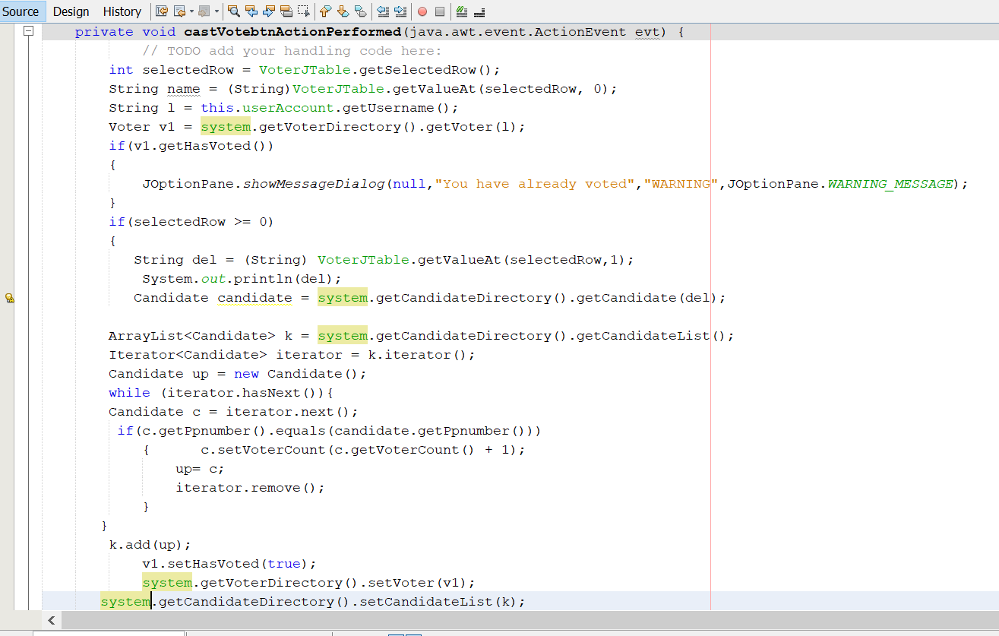 Source Design History
private void castVotebtnActionPerformed(java.awt.event.ActionEvent evt) {
// TODO add your handling code here:
int selectedRow = VoterJTable.getSelectedRow();
String name = (String)VoterJTable.getValueAt(selectedRow, 0);
String l = this.userAccount.getUsername();
Voter v1 = system.getVoterDirectory().getVoter(l);
if(v1.getHasVoted())
{
JOptionPane.showMessageDialog(null,"You have already voted","WARNING",JOptionPane.WARNING_MESSAGE);
}
if(selectedRow >= 0)
{
String del = (String) VoterJTable.getValueAt(selectedRow,1);
System.out.println(del);
Candidate candidate = system.getCandidateDirectory().getCandidate(del);
ArrayList<Candidate> k = system.getCandidateDirectory().getCandidateList();
Iterator<Candidate> iterator = k.iterator();
Candidate up = new Candidate();
while (iterator.hasNext()){
Candidate c = iterator.next();
if(c.getPpnumber().equals(candidate.getPpnumber()))
{ c.setVoterCount(c.getVoterCount() + 1);
up= c;
iterator.remove();
}
}
k.add(up);
v1.setHasVoted(true);
system.getVoterDirectory().setVoter(v1);
system.getCandidateDirectory().setCandidateList(k);